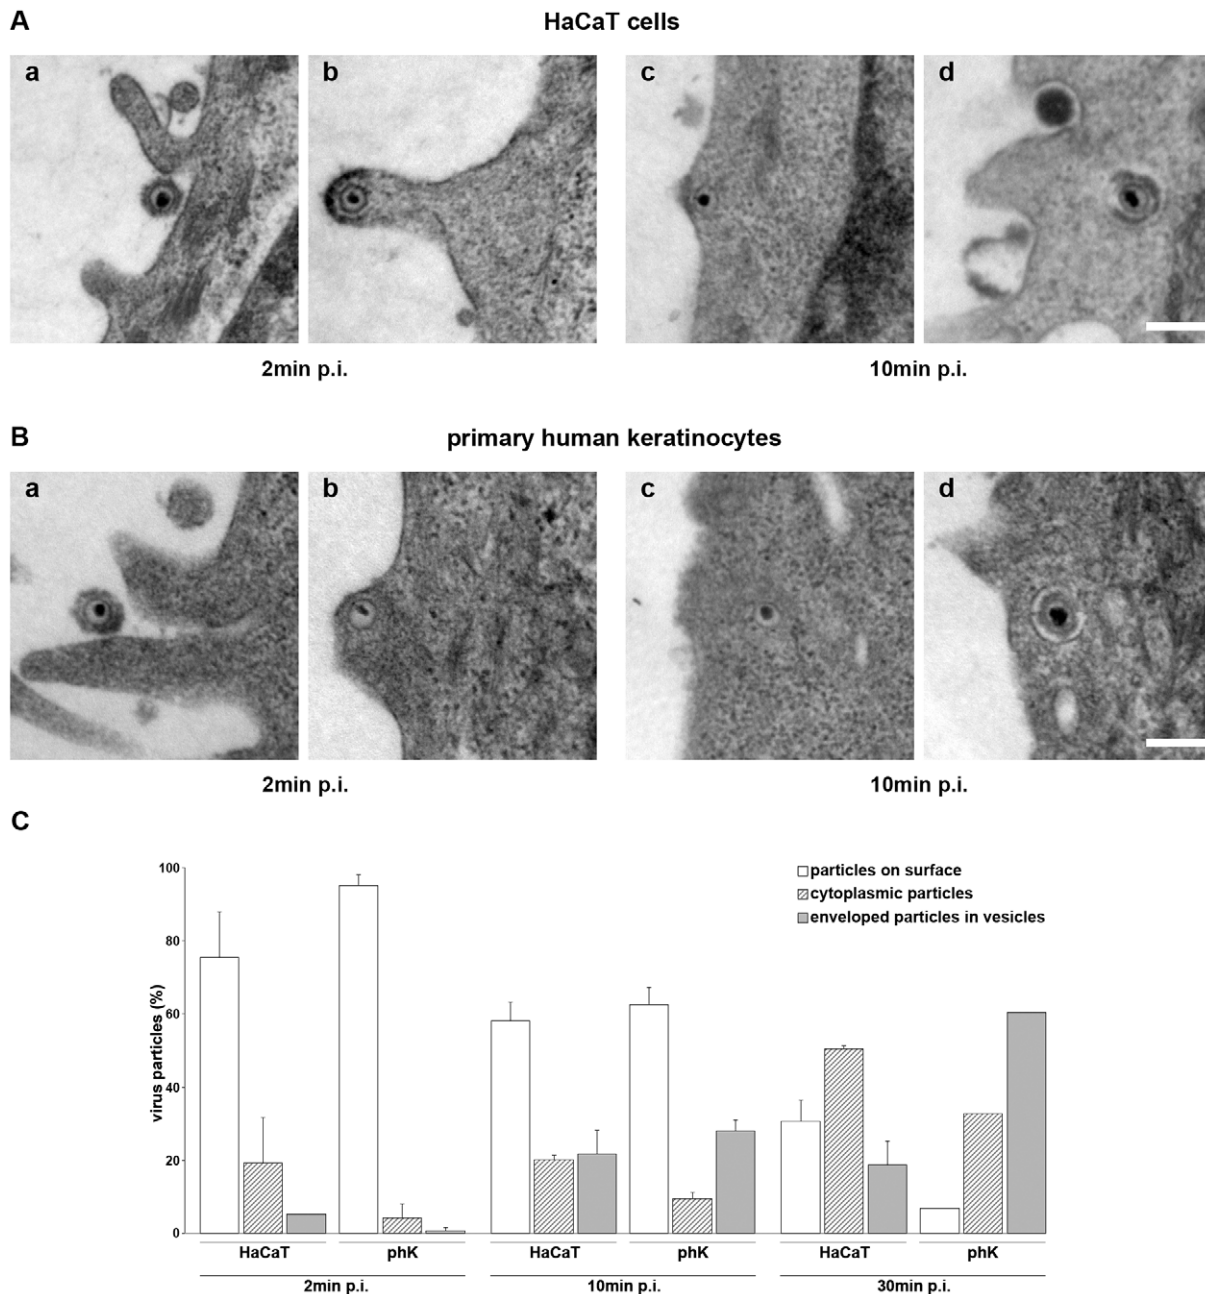 A
HaCaT cells
a
b
c
d
2min p.i.
10min p.i.
B
primary human keratinocytes
a
b
c
d
2min p.i.
10min p.i.
C
virus particles (%)
100
80
60
40
20
0
particles on surface
cytoplasmic particles
enveloped particles in vesicles
HaCaT phK HaCaT phK HaCaT phK
2min p.i. 10min p.i. 30min p.i.